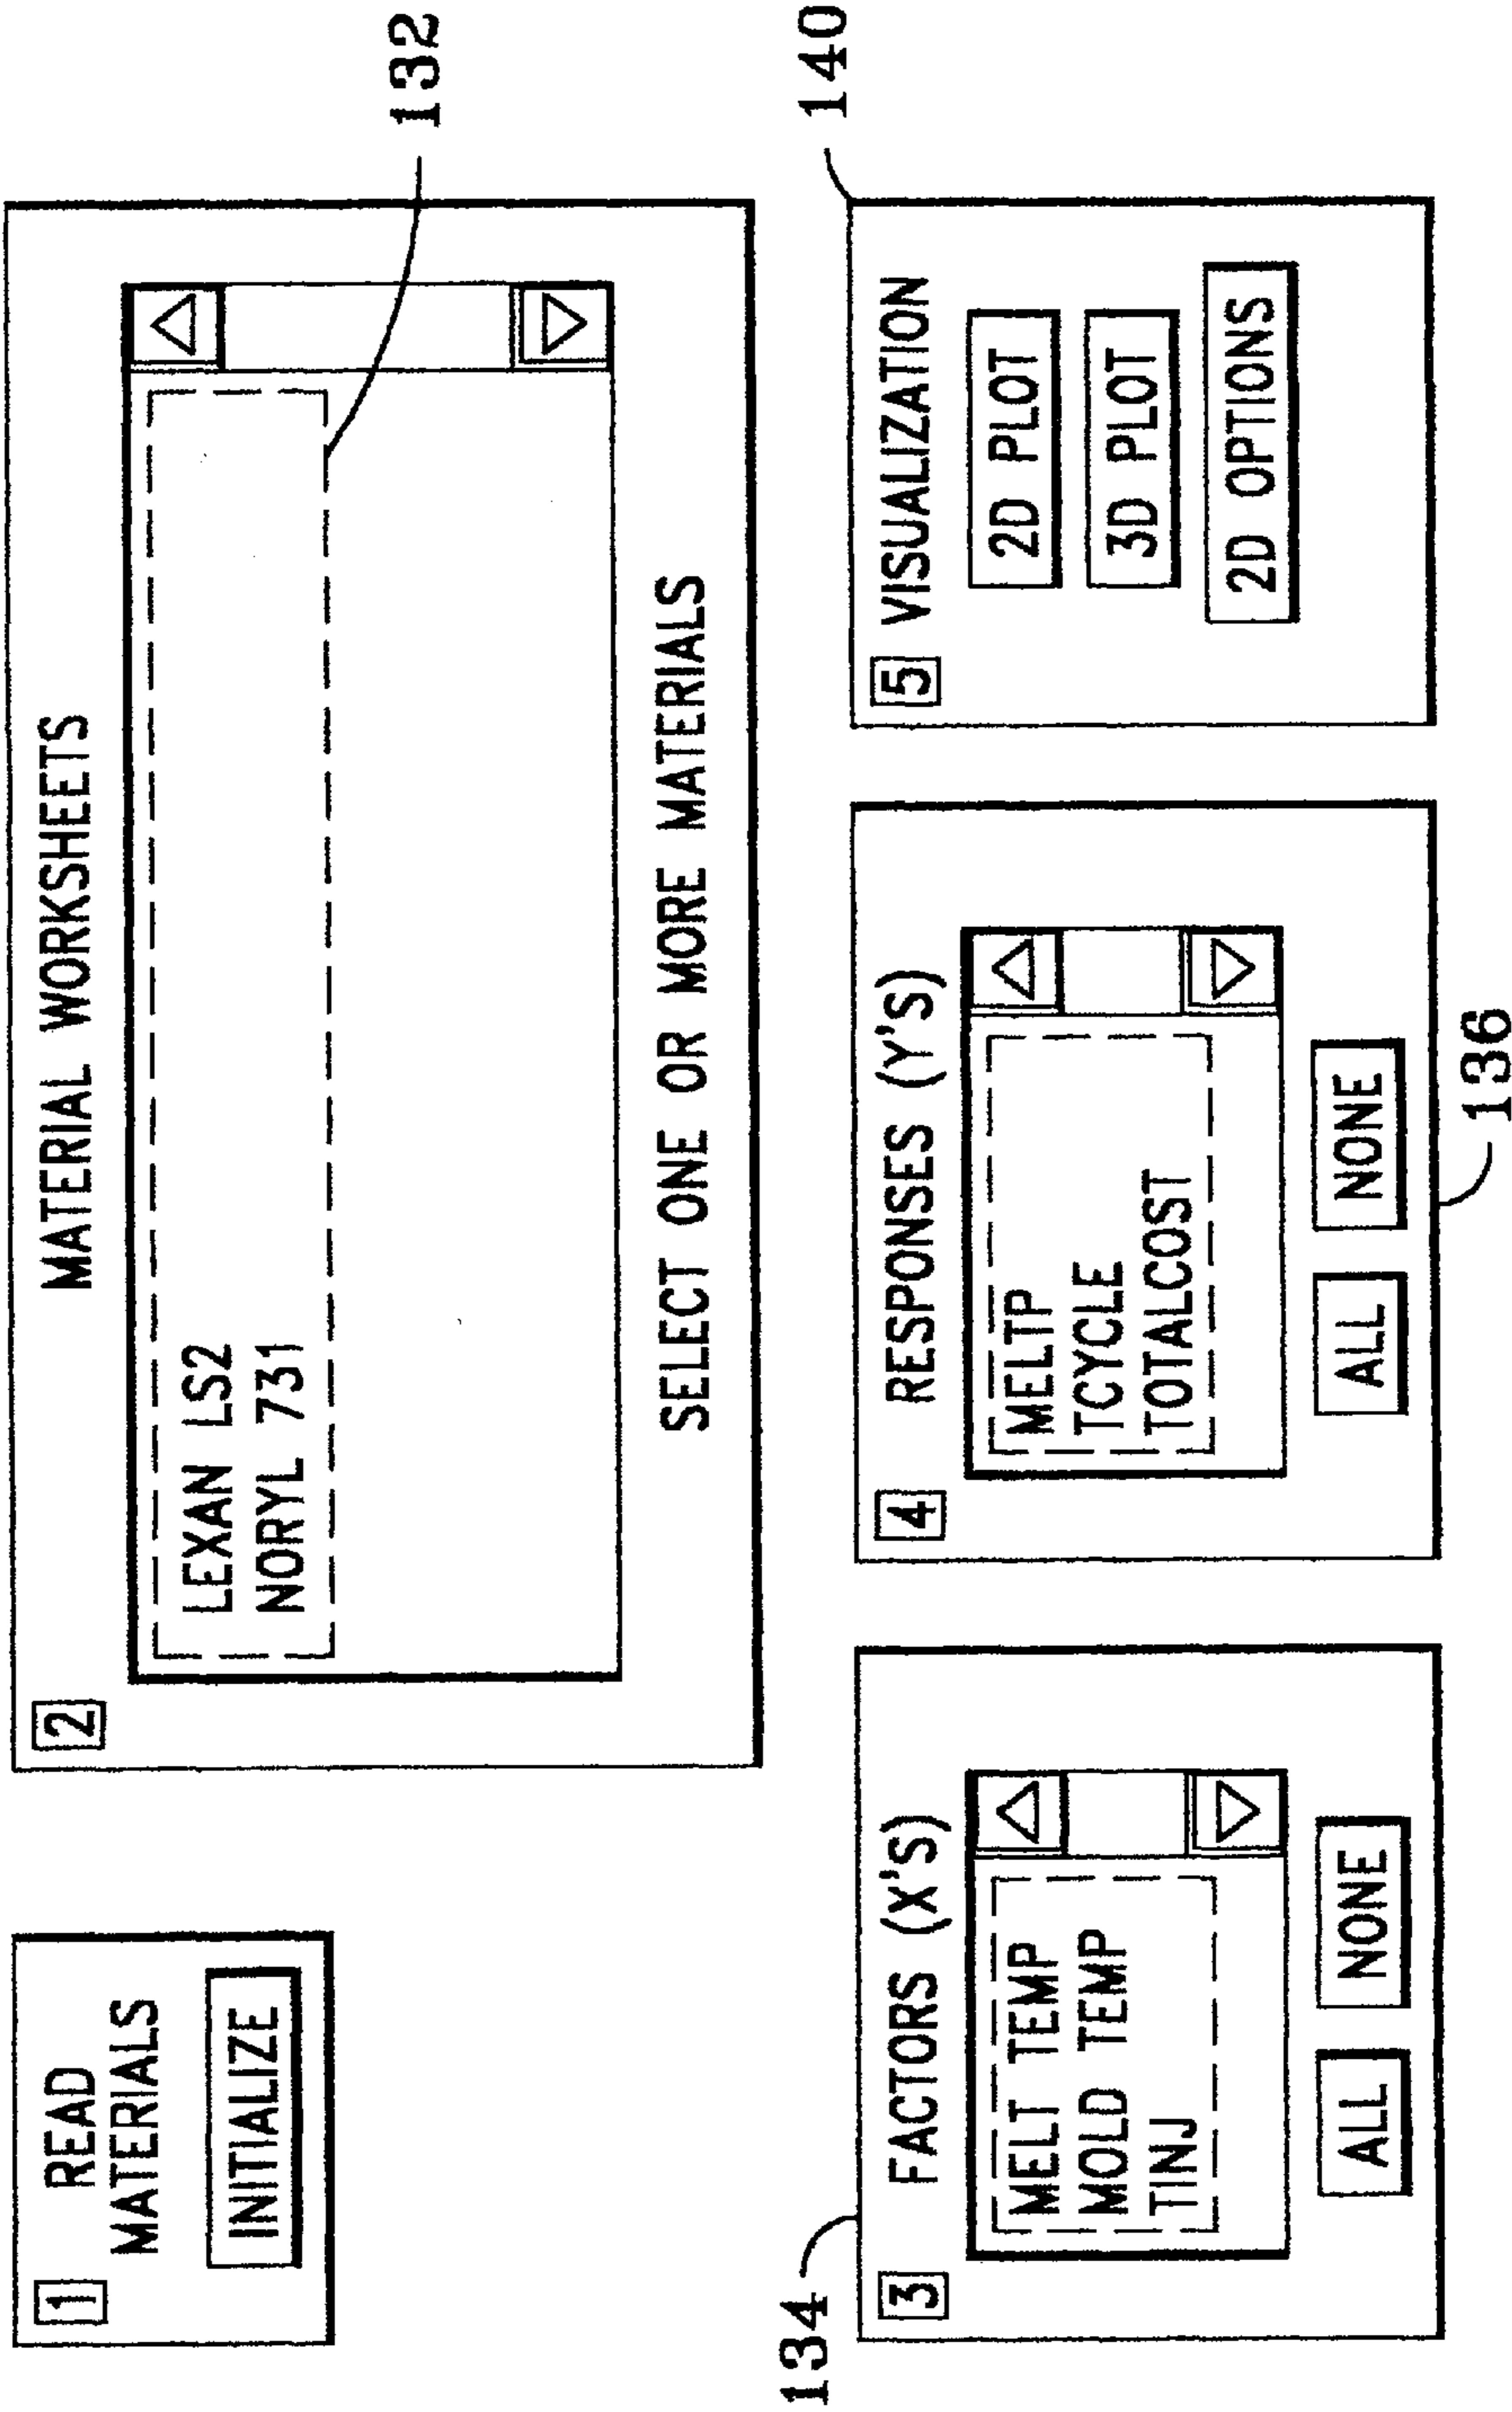 1
READ
MATERIALS
INITIALIZE
2
MATERIAL WORKSHEETS
LEXAN LS2
NORYL 731
SELECT ONE OR MORE MATERIALS
132
134
3 FACTORS (X'S)
MELT TEMP
MOLD TEMP
TINJ
ALL NONE
4 RESPONSES (Y'S)
MELTP
TCYCLE
TOTALCOST
ALL NONE
136
5 VISUALIZATION
2D PLOT
3D PLOT
2D OPTIONS
140